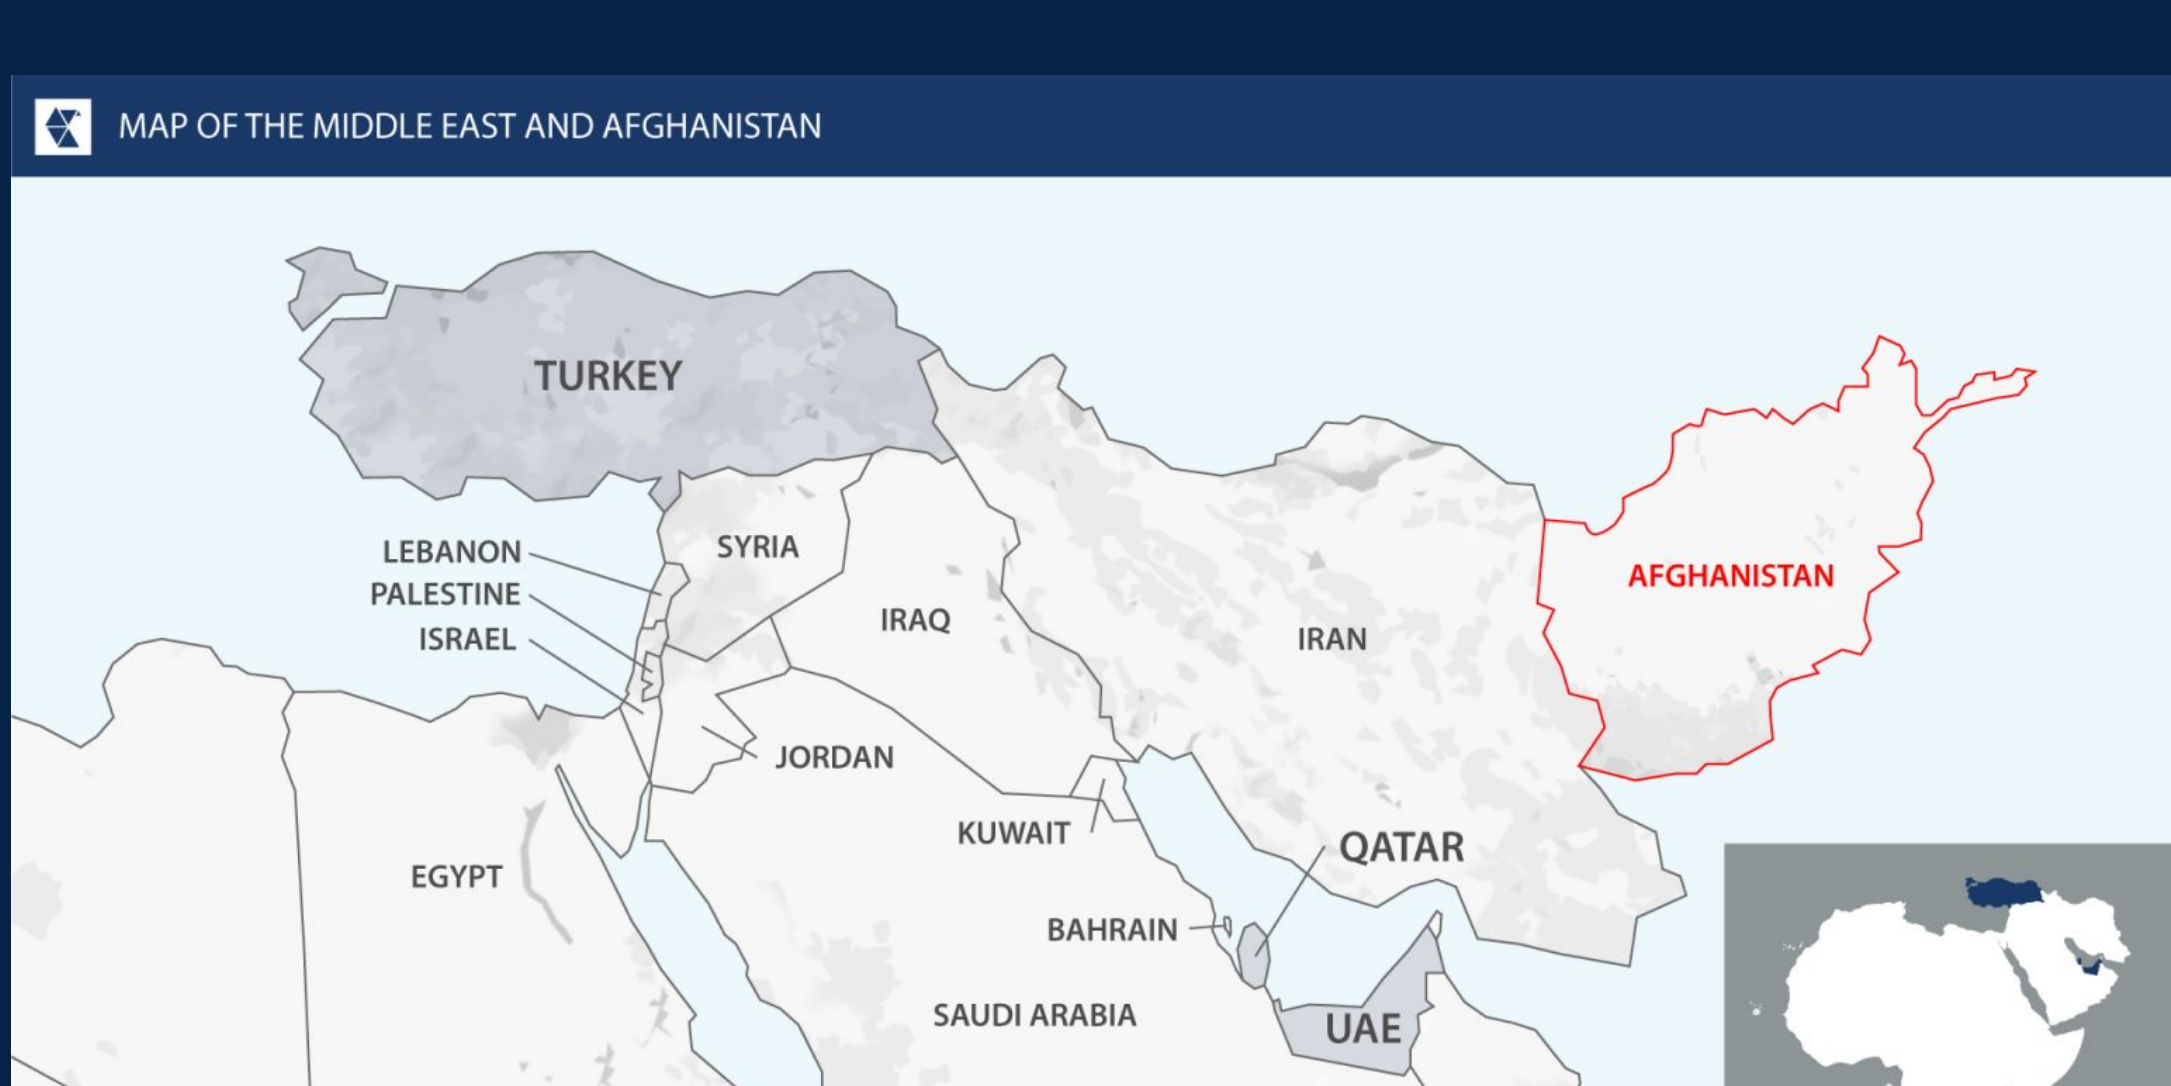 MAP OF THE MIDDLE EAST AND AFGHANISTAN
TURKEY
LEBANON
SYRIA
PALESTINE
AFGHANISTAN
ISRAEL
IRAQ
IRAN
JORDAN
KUWAIT
QATAR
EGYPT
BAHRAIN
SAUDI ARABIA
UAE